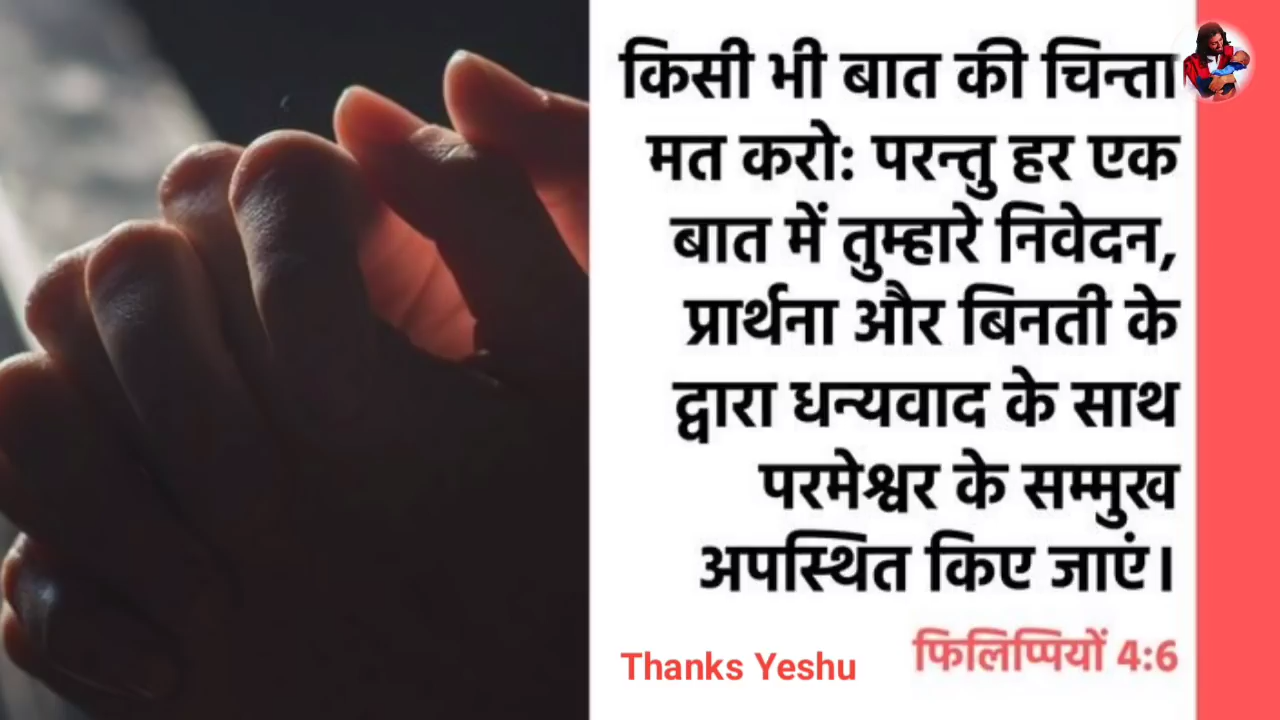 किसी भी बात की चिन्ता
मत करोः परन्तु हर एक
बात में तुम्हारे निवेदन,
प्रार्थना और बिनती के
द्वारा धन्यवाद के साथ
परमेश्वर के सम्मुख
अपस्थित किए जाएं।
फिलिप्पियों 4:6
Thanks Yeshu